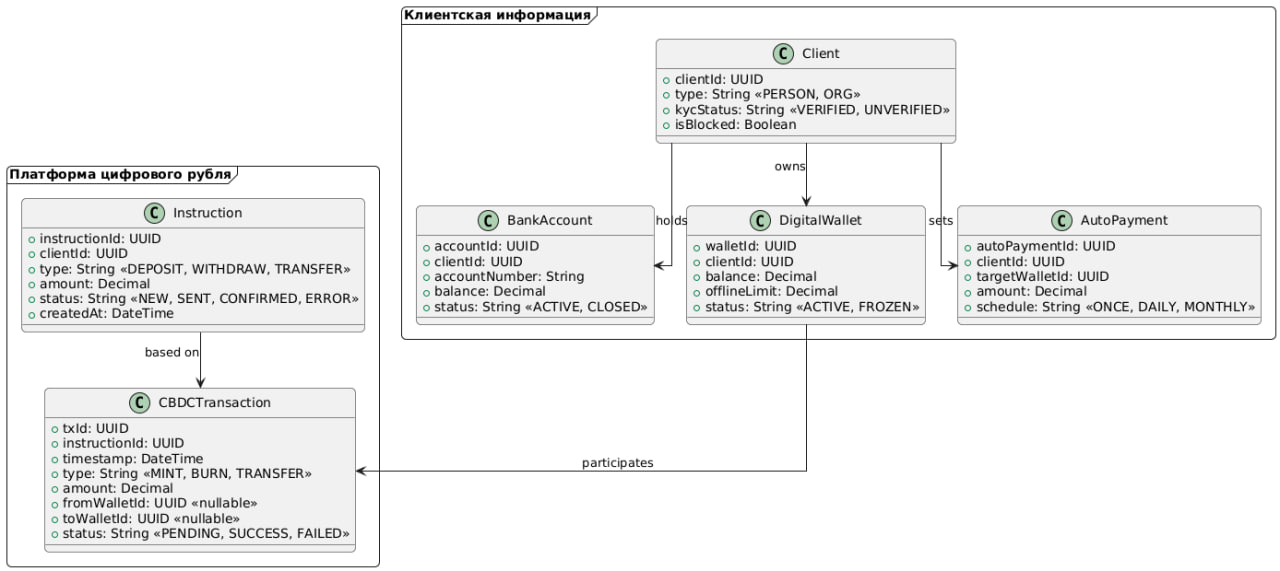 Клиентская информация
C Client
clientId: UUID
type: String «PERSON, ORG»
kycStatus: String «VERIFIED, UNVERIFIED»
isBlocked: Boolean
holds
owns
sets
C BankAccount
accountId: UUID
clientId: UUID
accountNumber: String
balance: Decimal
status: String «ACTIVE, CLOSED»
C DigitalWallet
walletId: UUID
clientId: UUID
balance: Decimal
offlineLimit: Decimal
status: String «ACTIVE, FROZEN»
C AutoPayment
autoPaymentId: UUID
clientId: UUID
targetWalletId: UUID
amount: Decimal
schedule: String «ONCE, DAILY, MONTHLY»
Платформа цифрового рубля
C Instruction
instructionId: UUID
clientId: UUID
type: String «DEPOSIT, WITHDRAW, TRANSFER»
amount: Decimal
status: String «NEW, SENT, CONFIRMED, ERROR»
createdAt: DateTime
based on
C CBDCTransaction
txId: UUID
instructionId: UUID
timestamp: DateTime
type: String «MINT, BURN, TRANSFER»
amount: Decimal
fromWalletId: UUID «nullable»
toWalletId: UUID «nullable»
status: String «PENDING, SUCCESS, FAILED»
participates